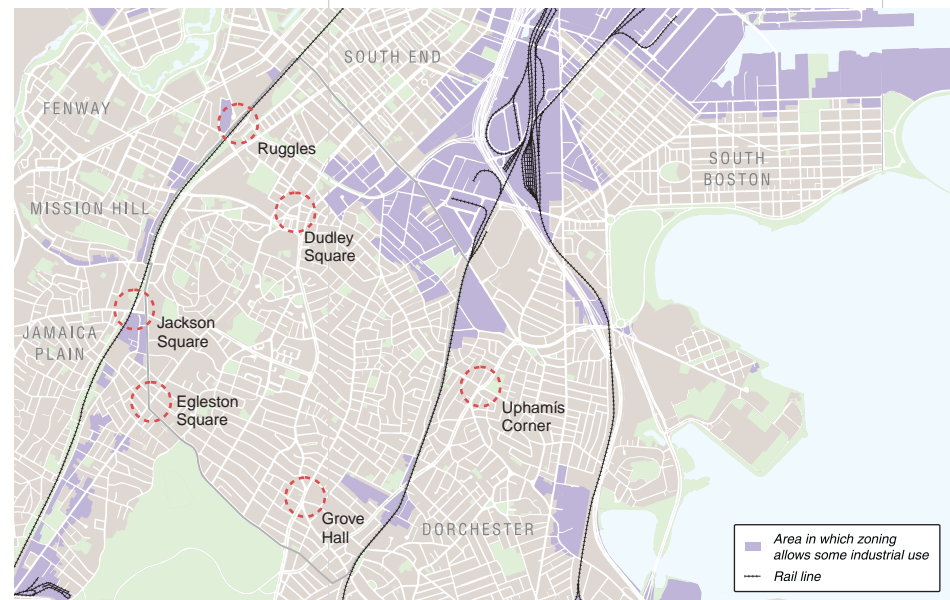 SOUTH END
FENWAY
Ruggles
SOUTH
BOSTON
MISSION HILL
Dudley
Square
JAMAICA
PLAIN
Jackson
Square
Egleston
Square
Uphamís
Corner
Grove
Hall
DORCHESTER
Area in which zoning
allows some industrial use
Rail line